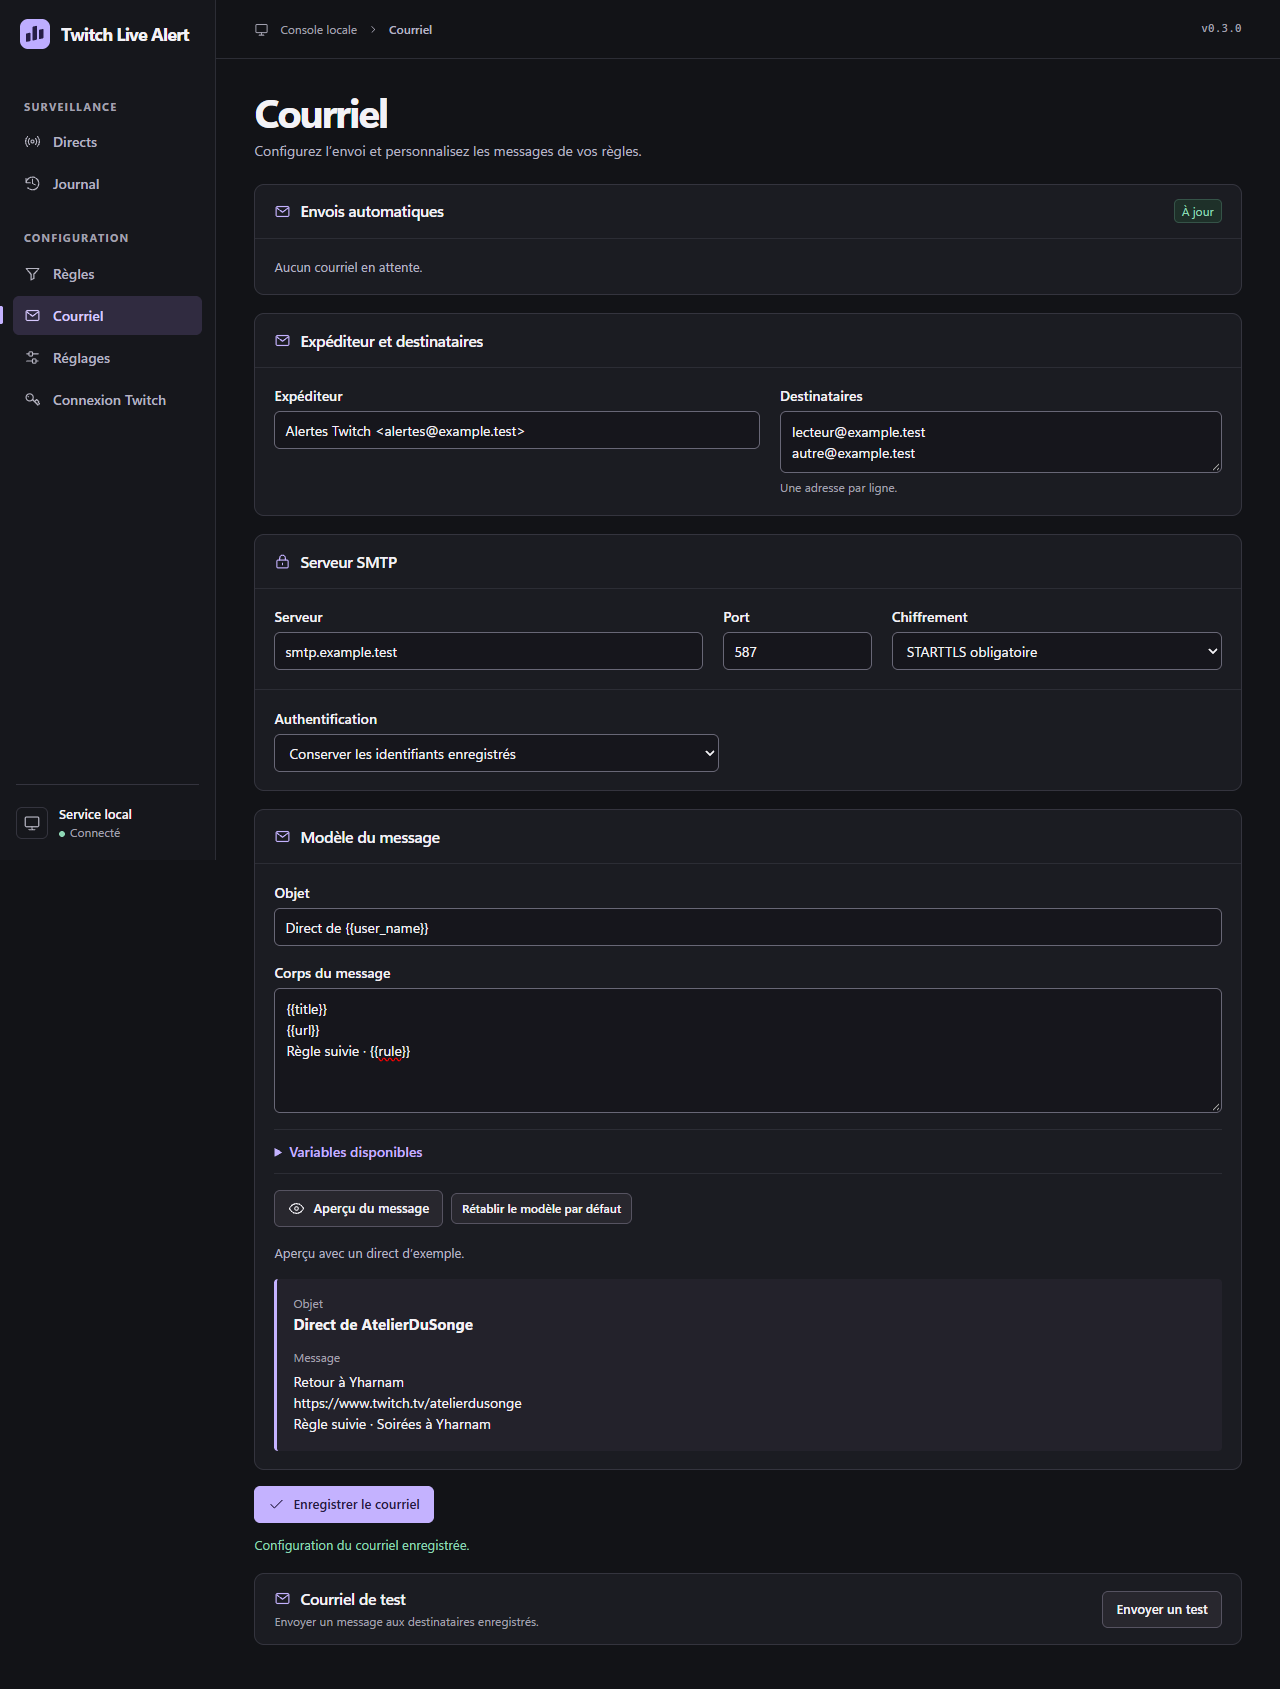 Twitch Live Alert
Console locale > Courriel
v0.3.0
SURVEILLANCE
Directs
Journal
CONFIGURATION
Règles
Courriel
Réglages
Connexion Twitch
Service local
Connecté
Courriel
Configurez l’envoi et personnalisez les messages de vos règles.
Envois automatiques
À jour
Aucun courriel en attente.
Expéditeur et destinataires
Expéditeur
Alertes Twitch <alertes@example.test>
Destinataires
lecteur@example.test
autre@example.test
Une adresse par ligne.
Serveur SMTP
Serveur
smtp.example.test
Port
587
Chiffrement
STARTTLS obligatoire
Authentification
Conserver les identifiants enregistrés
Modèle du message
Objet
Direct de {{user_name}}
Corps du message
{{title}}
{{url}}
Règle suivie · {{rule}}
Variables disponibles
Aperçu du message
Rétablir le modèle par défaut
Aperçu avec un direct d’exemple.
Objet
Direct de AtelierDuSonge
Message
Retour à Yharnam
https://www.twitch.tv/atelierdusonge
Règle suivie · Soirées à Yharnam
Enregistrer le courriel
Configuration du courriel enregistrée.
Courriel de test
Envoyer un message aux destinataires enregistrés.
Envoyer un test